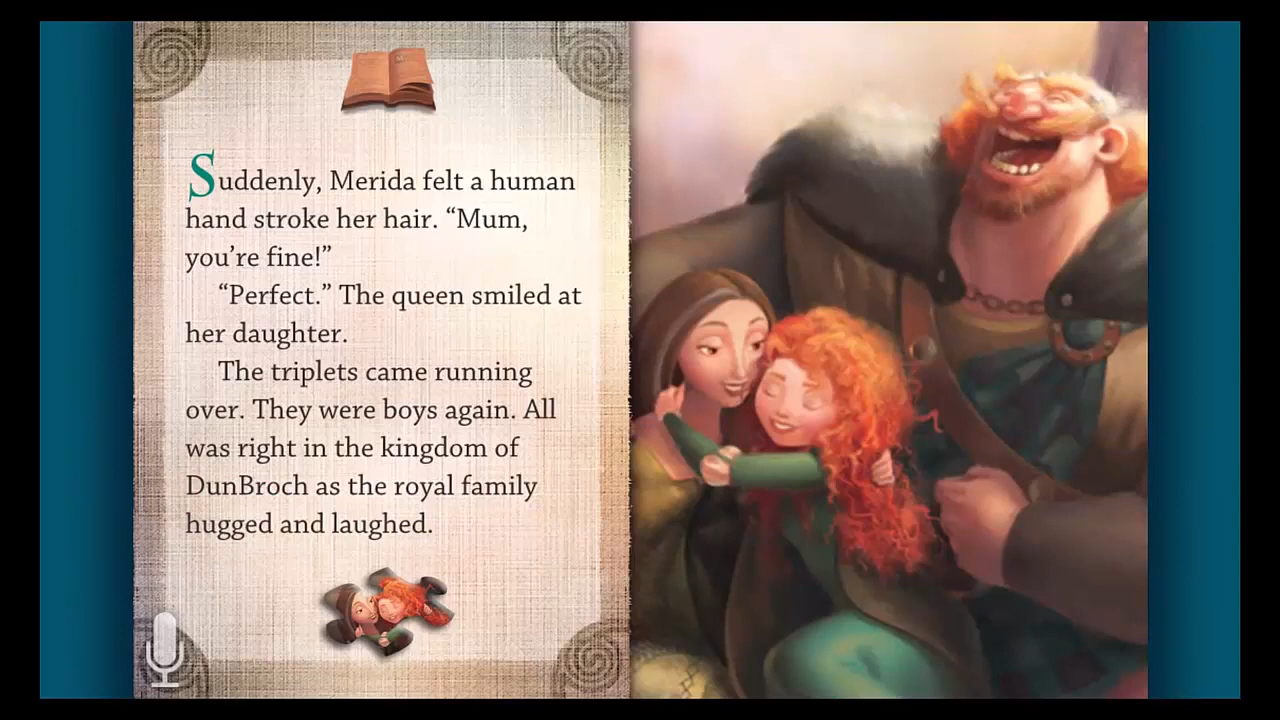 Suddenly, Merida felt a human
hand stroke her hair. “Mum,
you’re fine!”
“Perfect.” The queen smiled at
her daughter.
The triplets came running
over. They were boys again. All
was right in the kingdom of
DunBroch as the royal family
hugged and laughed.